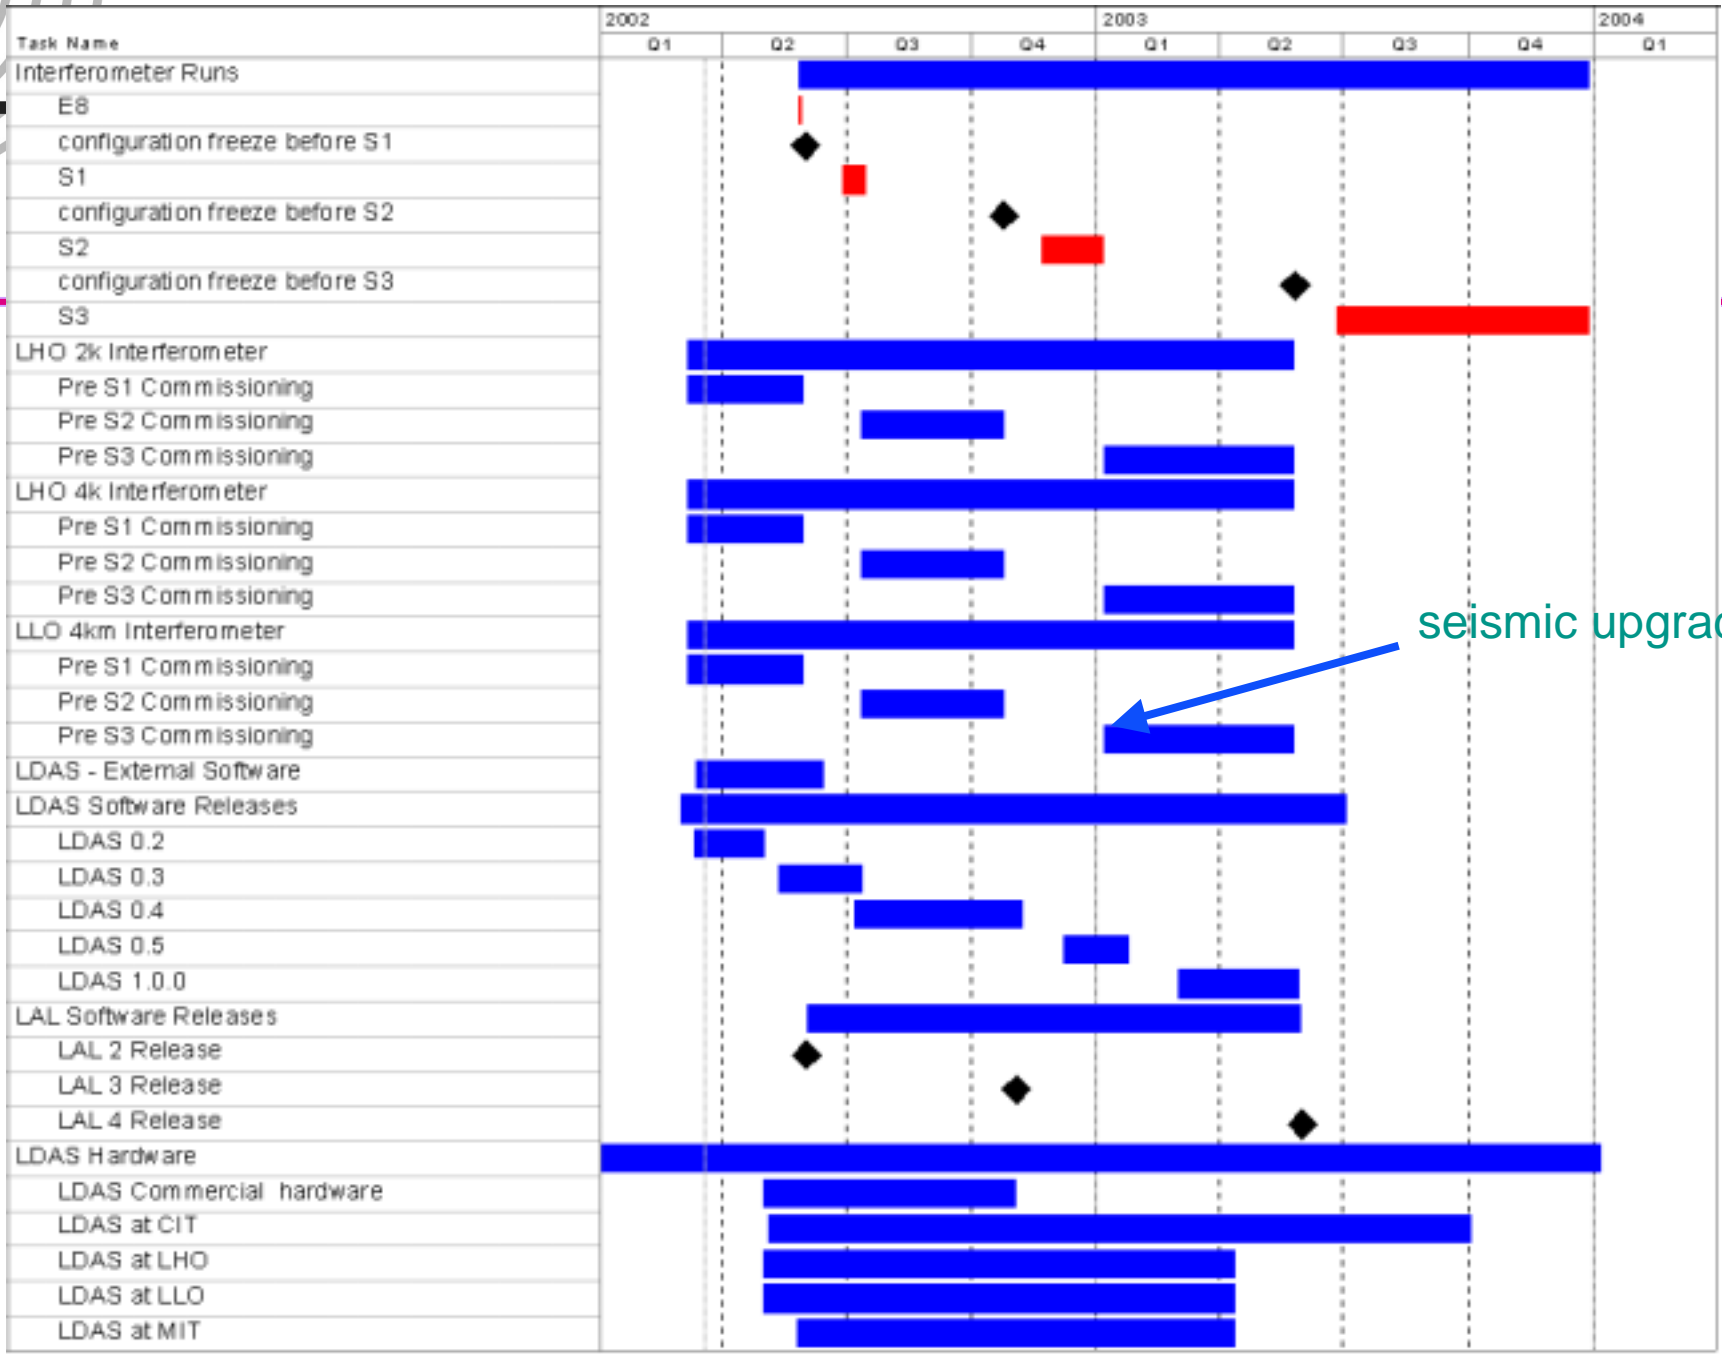 2002 2003 2004
Task Name Q1 Q2 Q3 Q4 Q1 Q2 Q3 Q4 Q1
Interferometer Runs
E8
configuration freeze before S1
S1
configuration freeze before S2
S2
configuration freeze before S3
S3
LHO 2k Interferometer
Pre S1 Commissioning
Pre S2 Commissioning
Pre S3 Commissioning
LHO 4k Interferometer
Pre S1 Commissioning
Pre S2 Commissioning
Pre S3 Commissioning
seismic
LLO 4km Interferometer
Pre S1 Commissioning
Pre S2 Commissioning
Pre S3 Commissioning
LDAS - External Software
LDAS Software Releases
LDAS 0.2
LDAS 0.3
LDAS 0.4
LDAS 0.5
LDAS 1.0.0
LAL Software Releases
LAL 2 Release
LAL 3 Release
LAL 4 Release
LDAS Hardware
LDAS Commercial hardware
LDAS at CIT
LDAS at LHO
LDAS at LLO
LDAS at MIT